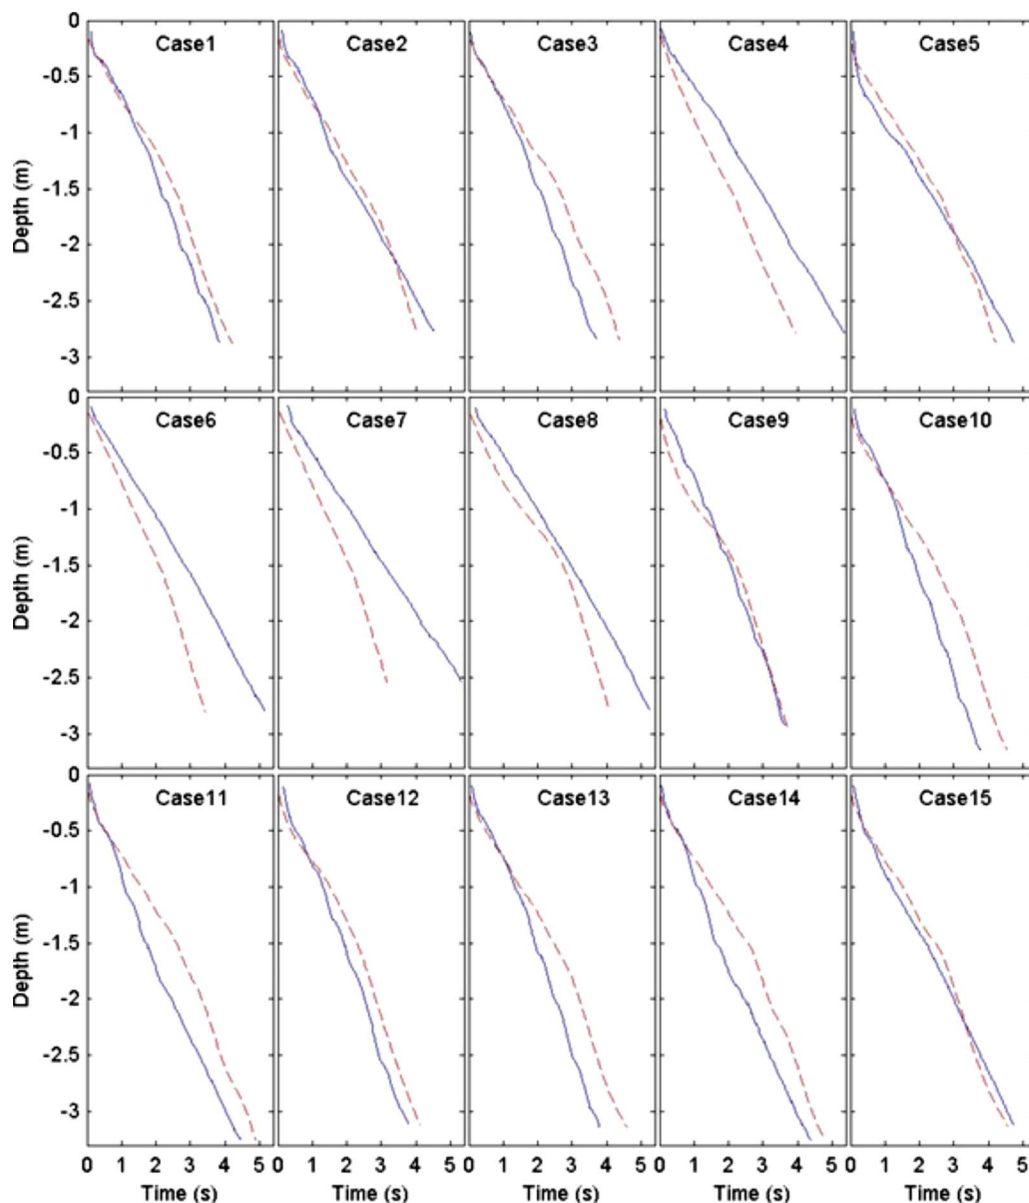 0
Case1 Case2 Case3 Case4 Case5
-0.5
-1
-1.5
-2
-2.5
-3
Depth (m)
0
Case6 Case7 Case8 Case9 Case10
-0.5
-1
-1.5
-2
-2.5
-3
Depth (m)
0
Case11 Case12 Case13 Case14 Case15
-0.5
-1
-1.5
-2
-2.5
-3
Depth (m)
0 1 2 3 4 5 0 1 2 3 4 5 0 1 2 3 4 5 0 1 2 3 4 5 0 1 2 3 4 5
Time (s) Time (s) Time (s) Time (s) Time (s)